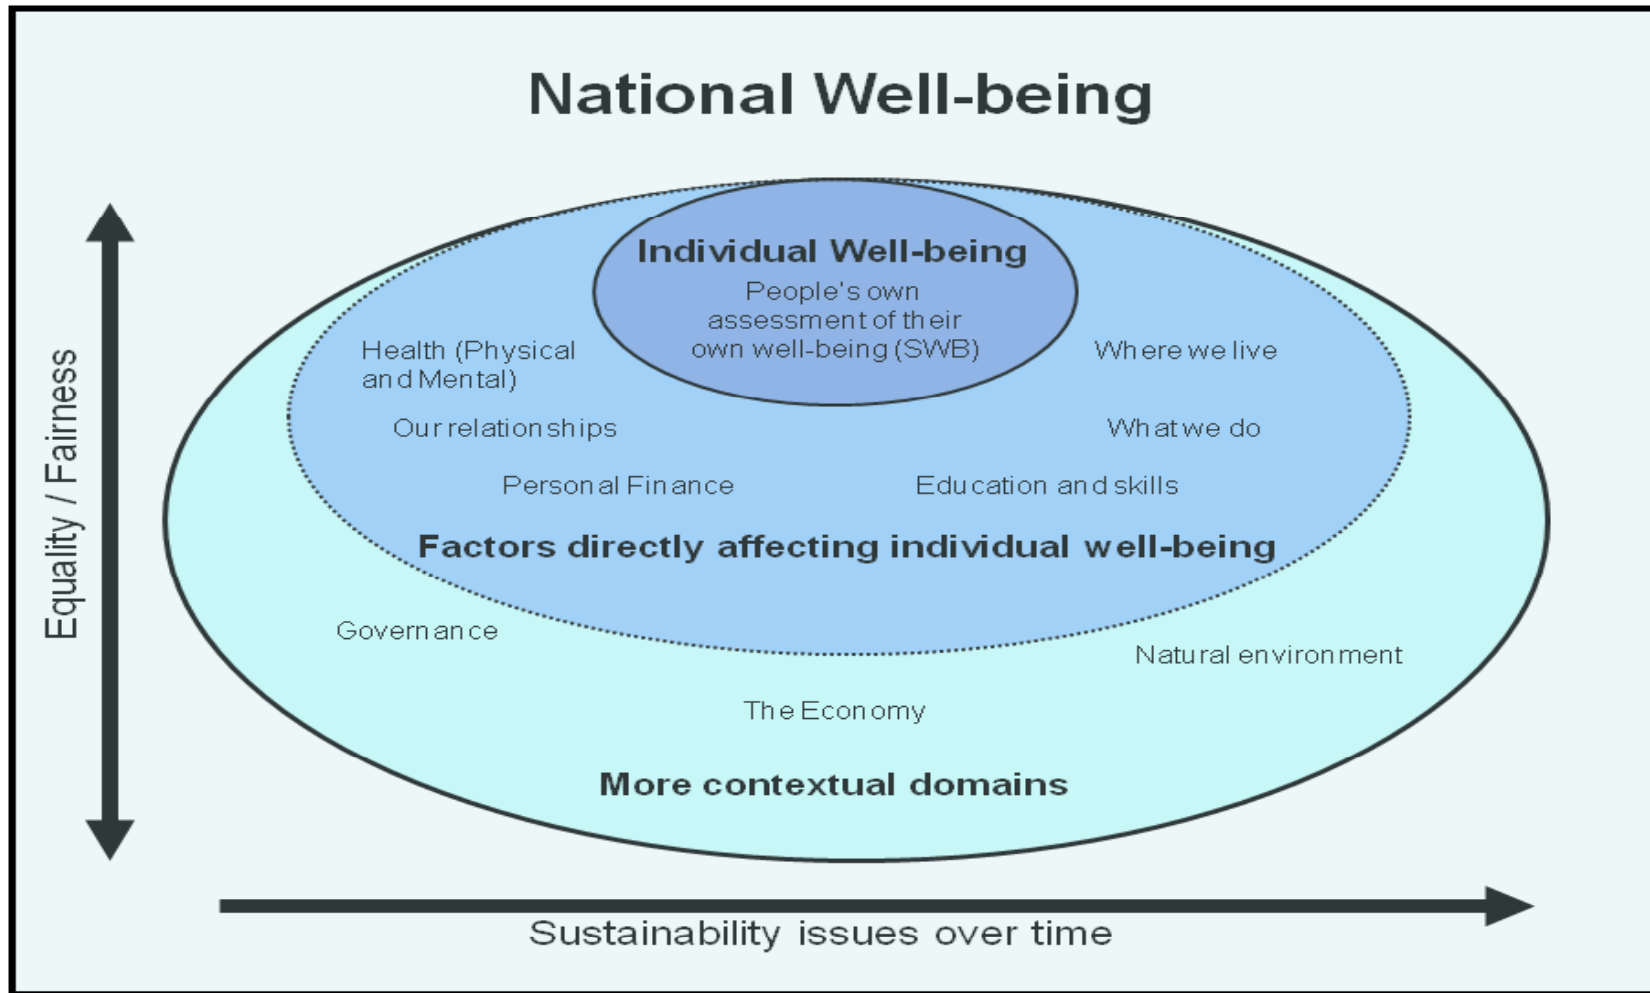 National Well-being
Individual Well-being
People's own
assessment of their
own well-being (SWB)
Health (Physical
and Mental)
Where we live
Our relationships
What we do
Personal Finance
Education and skills
Factors directly affecting individual well-being
Governance
Natural environment
The Economy
More contextual domains
Equality / Fairness
Sustainability issues over time